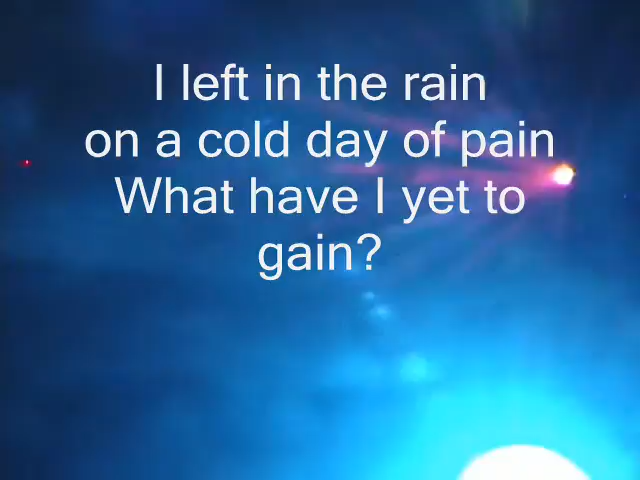 I left in the rain
on a cold day of pain
What have I yet to
gain?